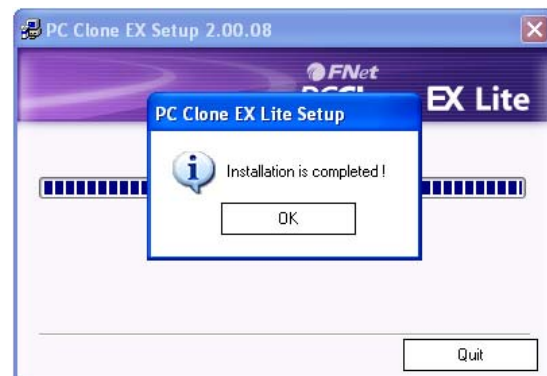 PC Clone EX Setup 2.00.08
FNet
EX Lite
PC Clone EX Lite Setup
Installation is completed !
OK
Quit